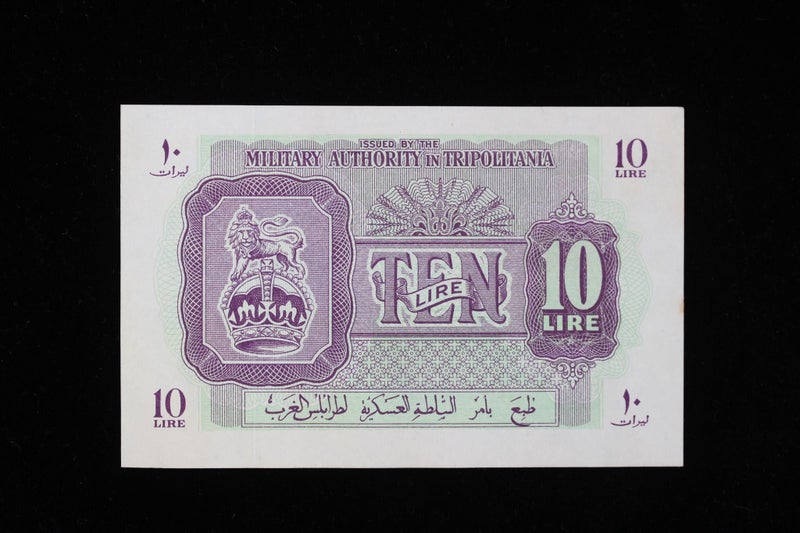 ISSUED BY THE
MILITARY AUTHORITY IN TRIPOLITANIA
١٠
ليرات
10
LIRE
TEN
LIRE
10
LIRE
طبع بأمر السلطة العسكرية لطرابلس الغرب
10
LIRE
١٠
ليرات